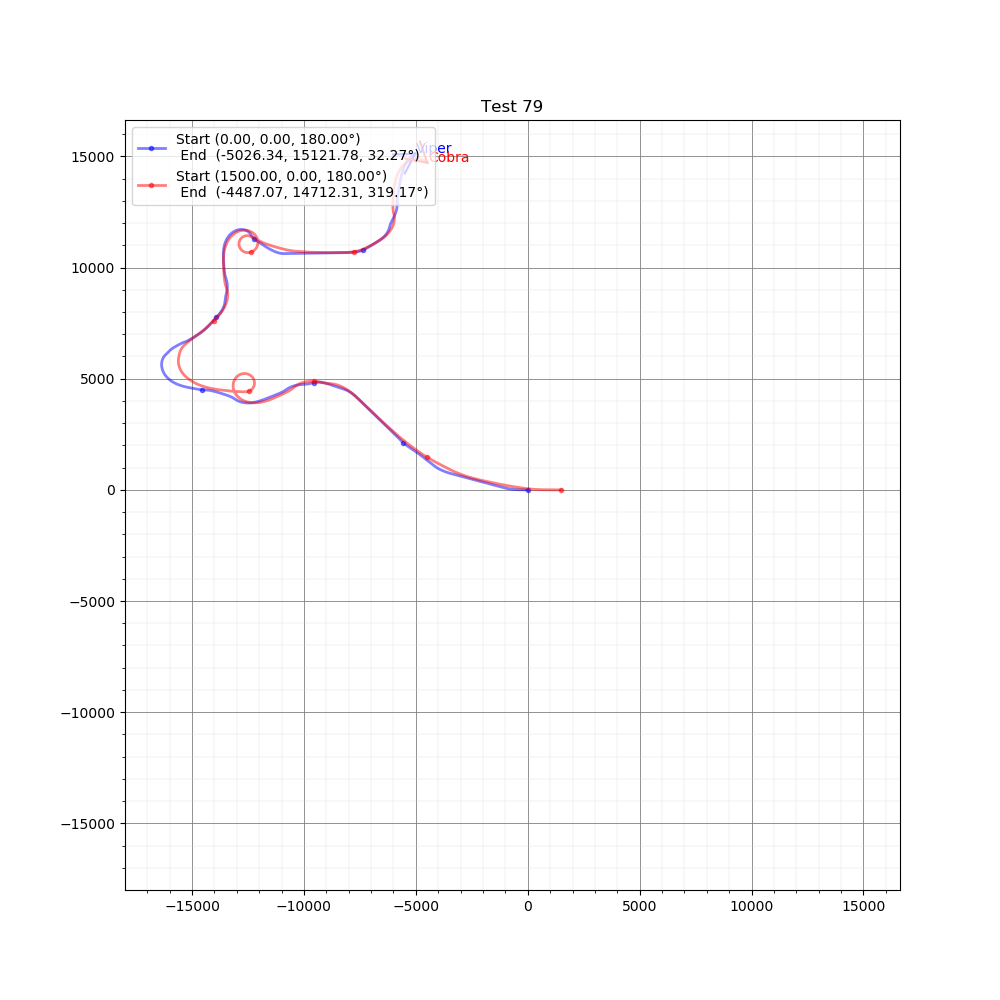 Test 79
Start (0.00, 0.00, 180.00°)
End (-5026.34, 15121.78, 32.27°)
Start (1500.00, 0.00, 180.00°)
End (-4487.07, 14712.31, 319.17°)
Viper
Cobra
15000
10000
5000
0
−5000
−10000
−15000
−15000 −10000 −5000 0 5000 10000 15000